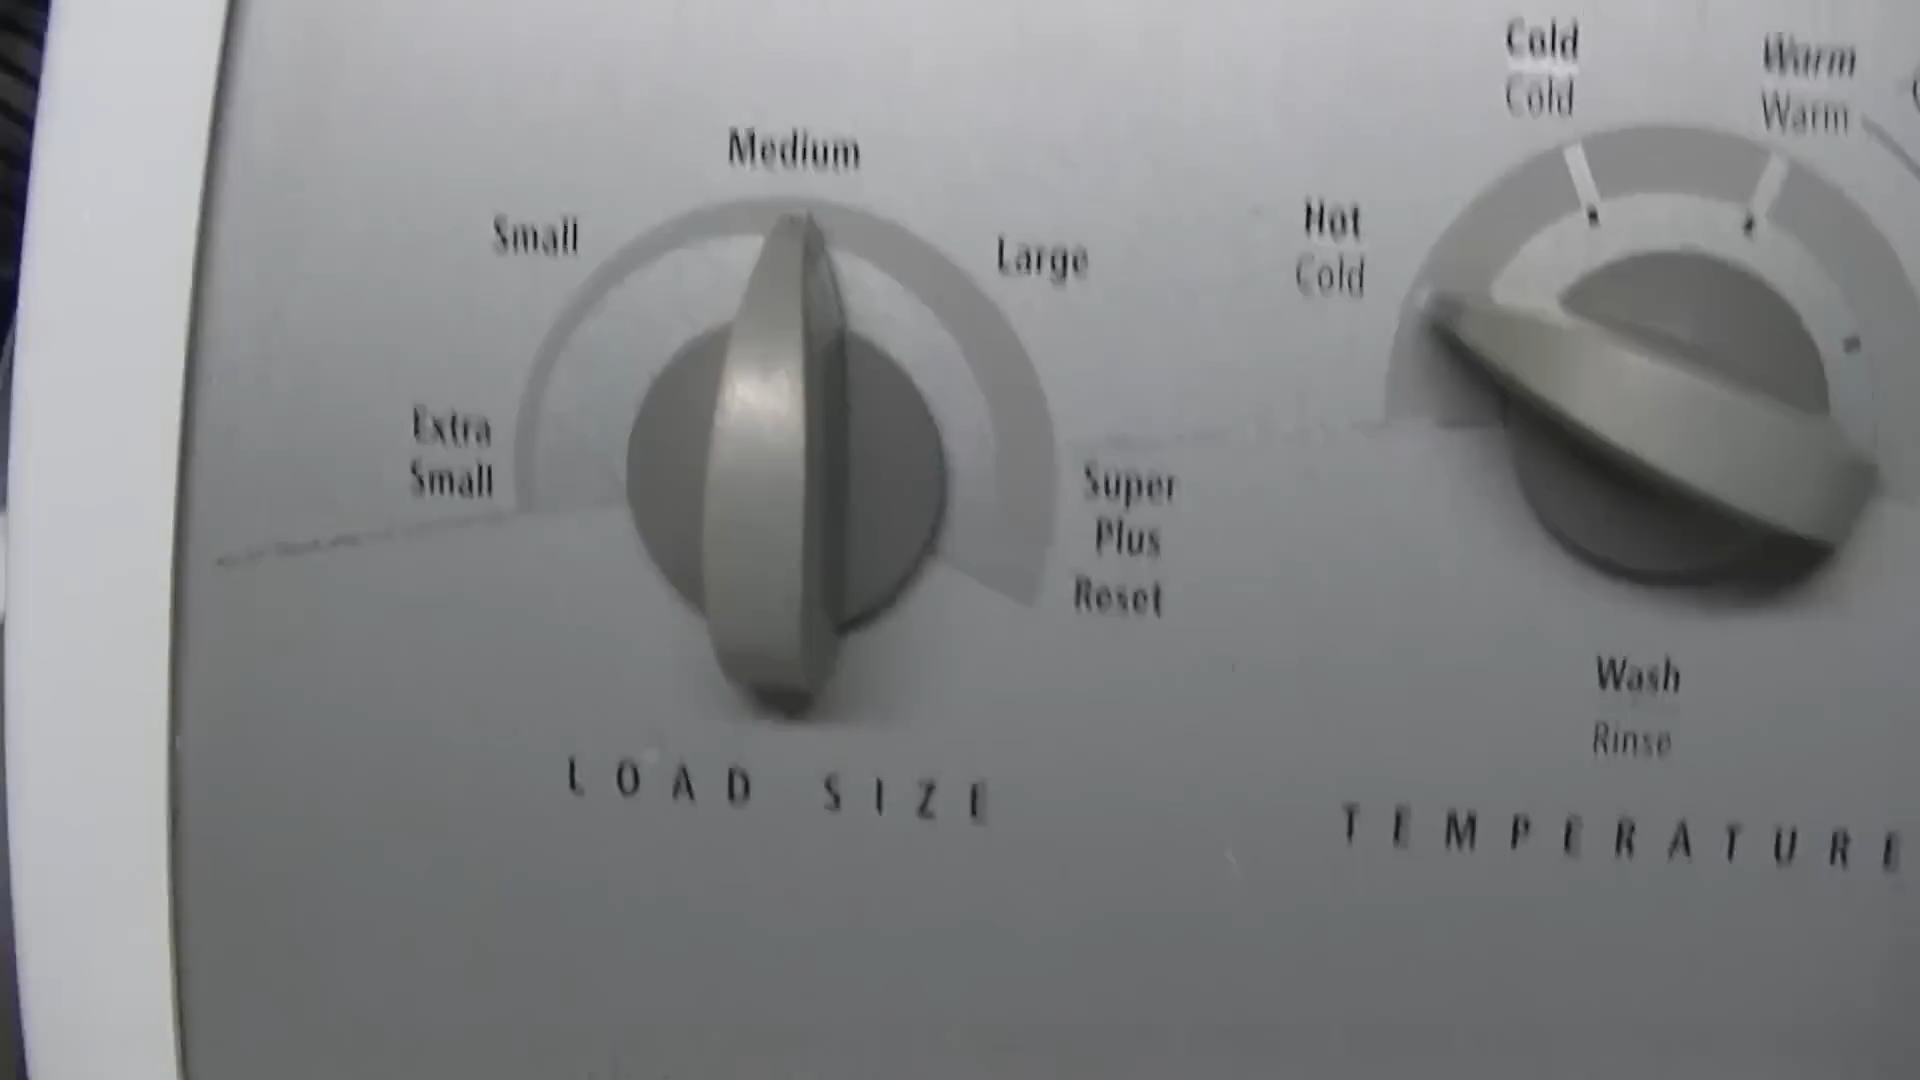 Medium
Small
Large
Extra
Small
Super
Plus
Reset
LOAD SIZE
Cold
Cold
Warm
Warm
Hot
Cold
Wash
Rinse
TEMPERATURE